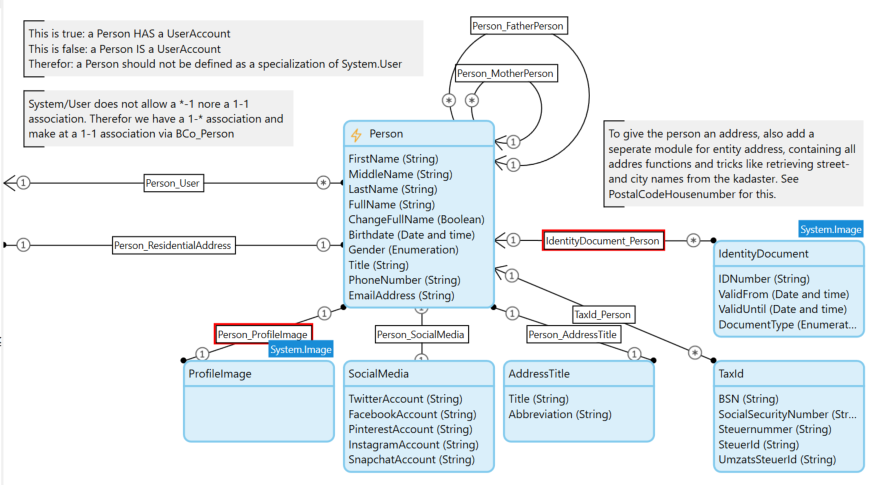 This is true: a Person HAS a UserAccount
This is false: a Person IS a UserAccount
Therefor: a Person should not be defined as a specialization of System.User
System/User does not allow a *-1 nore a 1-1
association. Therefor we have a 1-* association and
make at a 1-1 association via BCo_Person
Person_FatherPerson
Person_MotherPerson
* *
1
1
Person
FirstName (String)
MiddleName (String)
LastName (String)
FullName (String)
ChangeFullName (Boolean)
Birthdate (Date and time)
Gender (Enumeration)
Title (String)
PhoneNumber (String)
EmailAddress (String)
To give the person an address, also add a
seperate module for entity address, containing all
addres functions and tricks like retrieving street-
and city names from the kadaster. See
PostalCodeHousenumber for this.
1 Person_User *
1 Person_ResidentialAddress 1
1 IdentityDocument_Person *
System.Image
IdentityDocument
IDNumber (String)
ValidFrom (Date and time)
ValidUntil (Date and time)
DocumentType (Enumerat...
1 TaxId_Person *
1 Person_ProfileImage 1
1 Person_SocialMedia 1
1 Person_AddressTitle 1
System.Image
ProfileImage
SocialMedia
TwitterAccount (String)
FacebookAccount (String)
PinterestAccount (String)
InstagramAccount (String)
SnapchatAccount (String)
AddressTitle
Title (String)
Abbreviation (String)
TaxId
BSN (String)
SocialSecurityNumber (Str...
Steuernummer (String)
SteuerId (String)
UmzatsSteuerId (String)